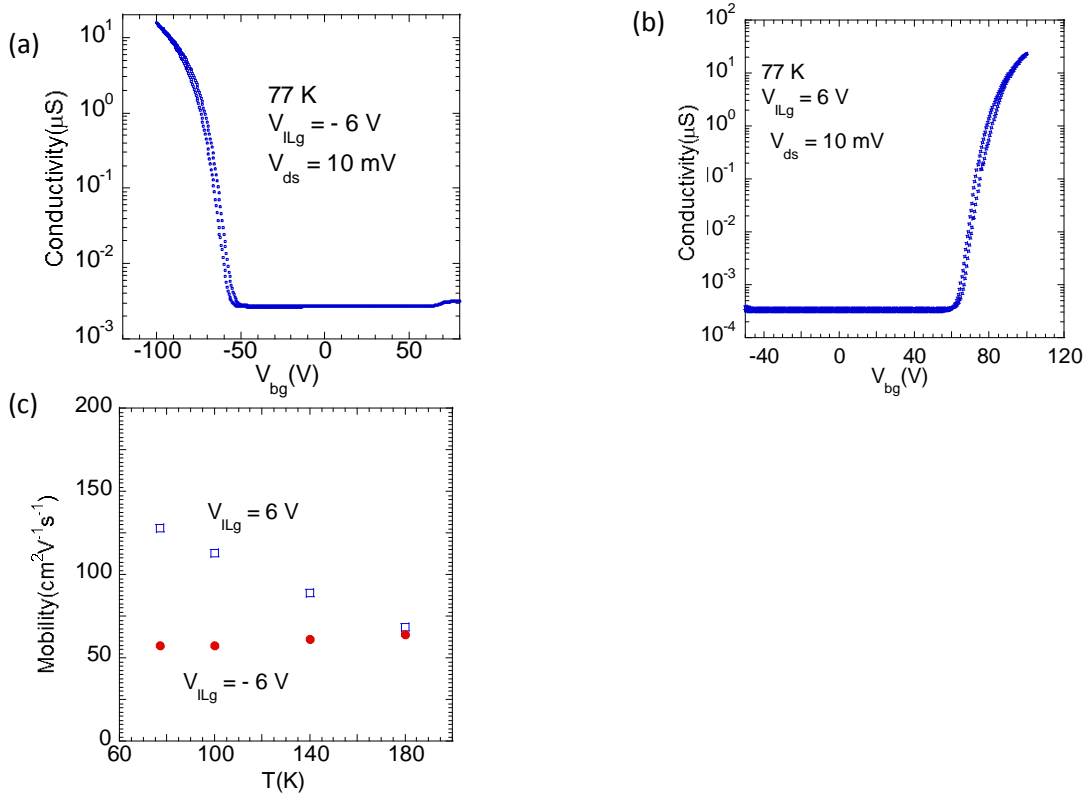 (a)
Conductivity(µS)
10¹
10⁰
10⁻¹
10⁻²
10⁻³
77 K
V_ILg = - 6 V
V_ds = 10 mV
-100 -50 0 50
V_bg(V)
(b)
Conductivity(µS)
10³
10²
10¹
10⁰
10⁻¹
10⁻²
10⁻³
10⁻⁴
77 K
V_ILg = 6 V
V_ds = 10 mV
-40 0 40 80 120
V_bg(V)
(c)
Mobility(cm²V⁻¹s⁻¹)
200
150
100
50
0
V_ILg = 6 V
V_ILg = - 6 V
60 100 140 180
T(K)